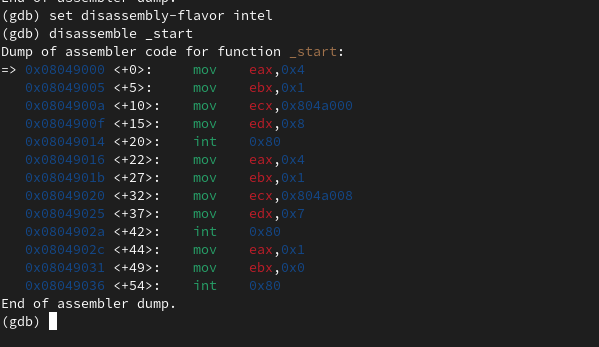 End of assembler dump.
(gdb) set disassembly-flavor intel
(gdb) disassemble _start
Dump of assembler code for function _start:
=> 0x08049000 <+0>:     mov    eax,0x4
   0x08049005 <+5>:     mov    ebx,0x1
   0x0804900a <+10>:    mov    ecx,0x804a000
   0x0804900f <+15>:    mov    edx,0x8
   0x08049014 <+20>:    int    0x80
   0x08049016 <+22>:    mov    eax,0x4
   0x0804901b <+27>:    mov    ebx,0x1
   0x08049020 <+32>:    mov    ecx,0x804a008
   0x08049025 <+37>:    mov    edx,0x7
   0x0804902a <+42>:    int    0x80
   0x0804902c <+44>:    mov    eax,0x1
   0x08049031 <+49>:    mov    ebx,0x0
   0x08049036 <+54>:    int    0x80
End of assembler dump.
(gdb)